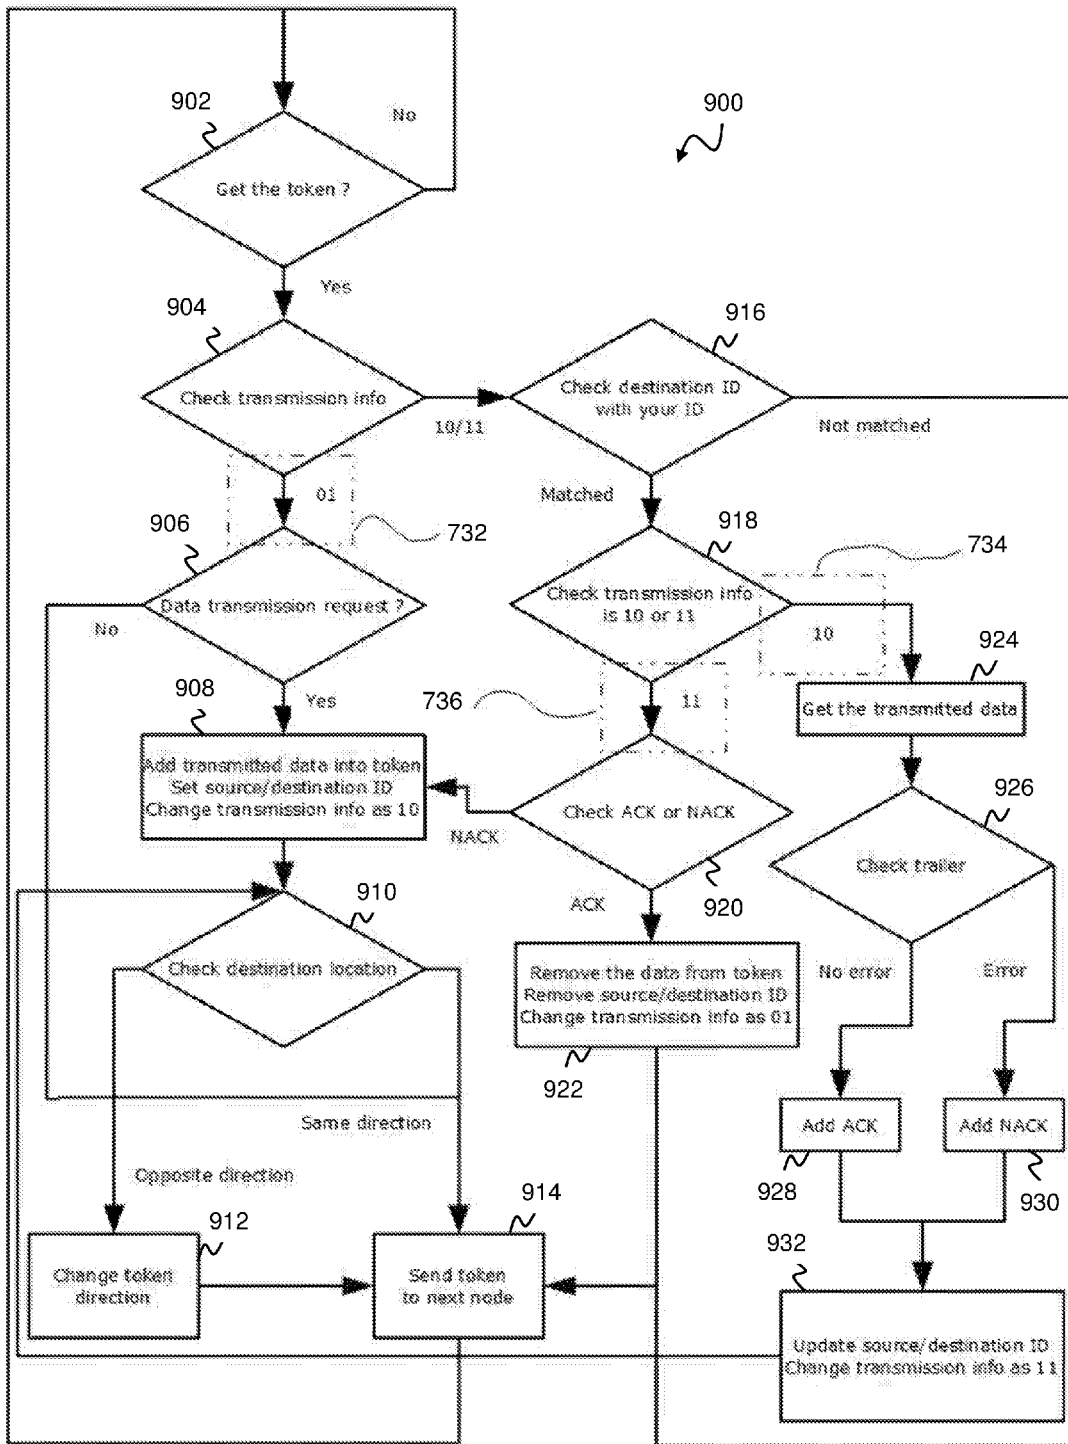 902
No
900
Get the token ?
Yes
904
916
Check transmission info
10/11
Check destination ID
with your ID
Not matched
01
Matched
906
732
918
734
Data transmission request ?
No
Check transmission info
is 10 or 11
10
924
908
Yes
736
11
Get the transmitted data
Add transmitted data into token
Set source/destination ID
Change transmission info as 10
926
Check ACK or NACK
NACK
Check trailer
910
ACK
920
Check destination location
Remove the data from token
Remove source/destination ID
Change transmission info as 01
No error
Error
922
Same direction
Add ACK
Add NACK
Opposite direction
928
930
912
914
932
Change token
direction
Send token
to next node
Update source/destination ID
Change transmission info as 11